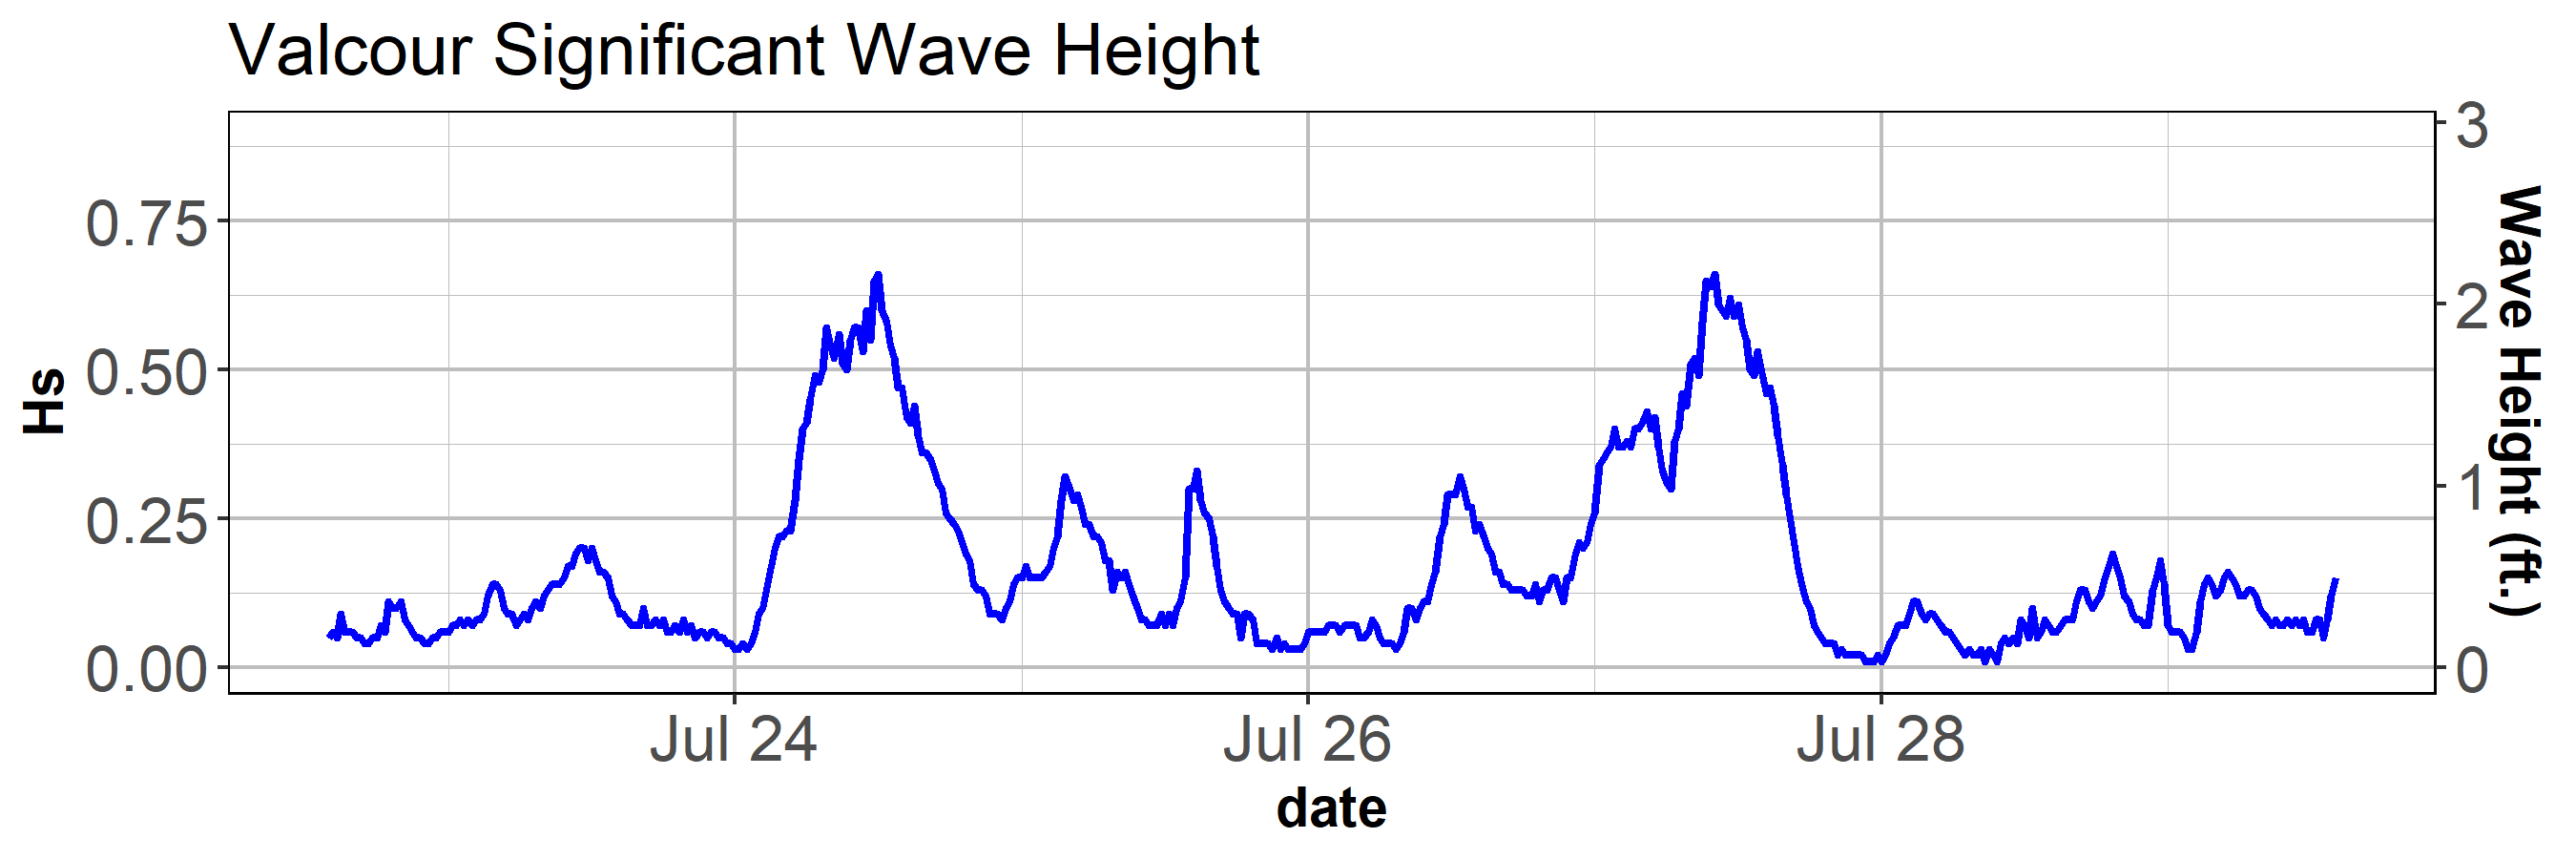 Valcour Significant Wave Height
Hs
0.75
0.50
0.25
0.00
3
2
1
0
Wave Height (ft.)
Jul 24
Jul 26
Jul 28
date